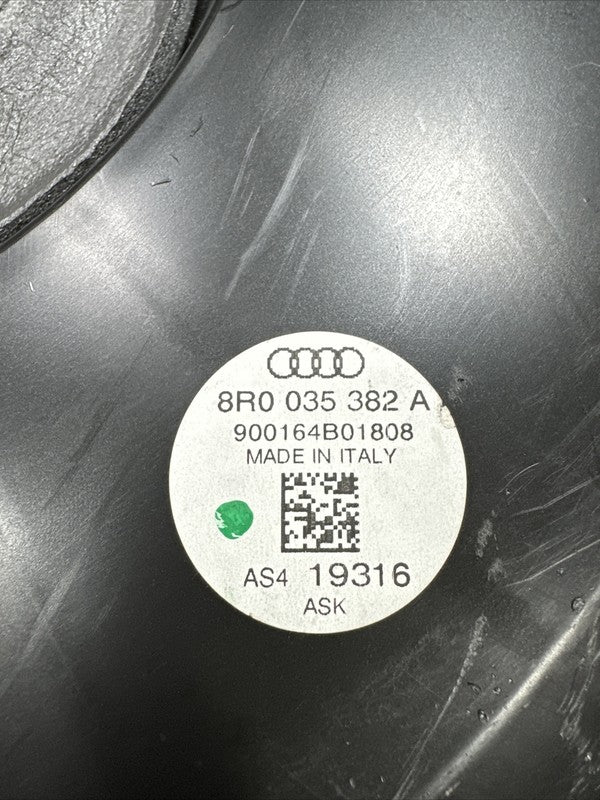 8R0 035 382 A
900164B01808
MADE IN ITALY
AS4 19316
ASK